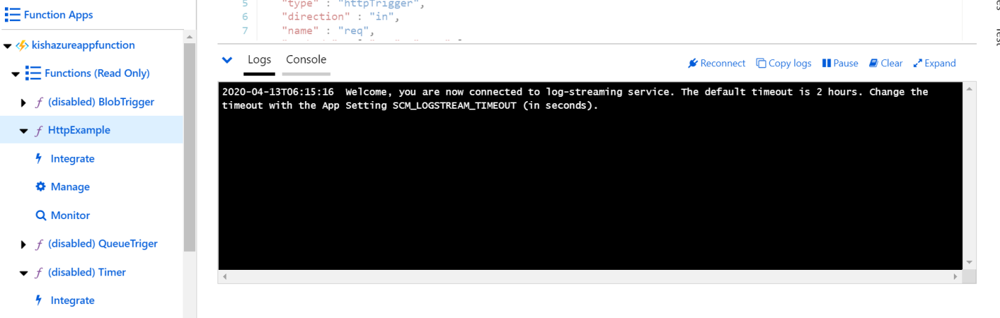 Function Apps
kishazureappfunction
Functions (Read Only)
(disabled) BlobTrigger
HttpExample
Integrate
Manage
Monitor
(disabled) QueueTriger
(disabled) Timer
Integrate
5 "type" : "httpTrigger",
6 "direction" : "in",
7 "name" : "req",
Logs Console
Reconnect Copy logs Pause Clear Expand
2020-04-13T06:15:16 Welcome, you are now connected to log-streaming service. The default timeout is 2 hours. Change the
timeout with the App Setting SCM_LOGSTREAM_TIMEOUT (in seconds).